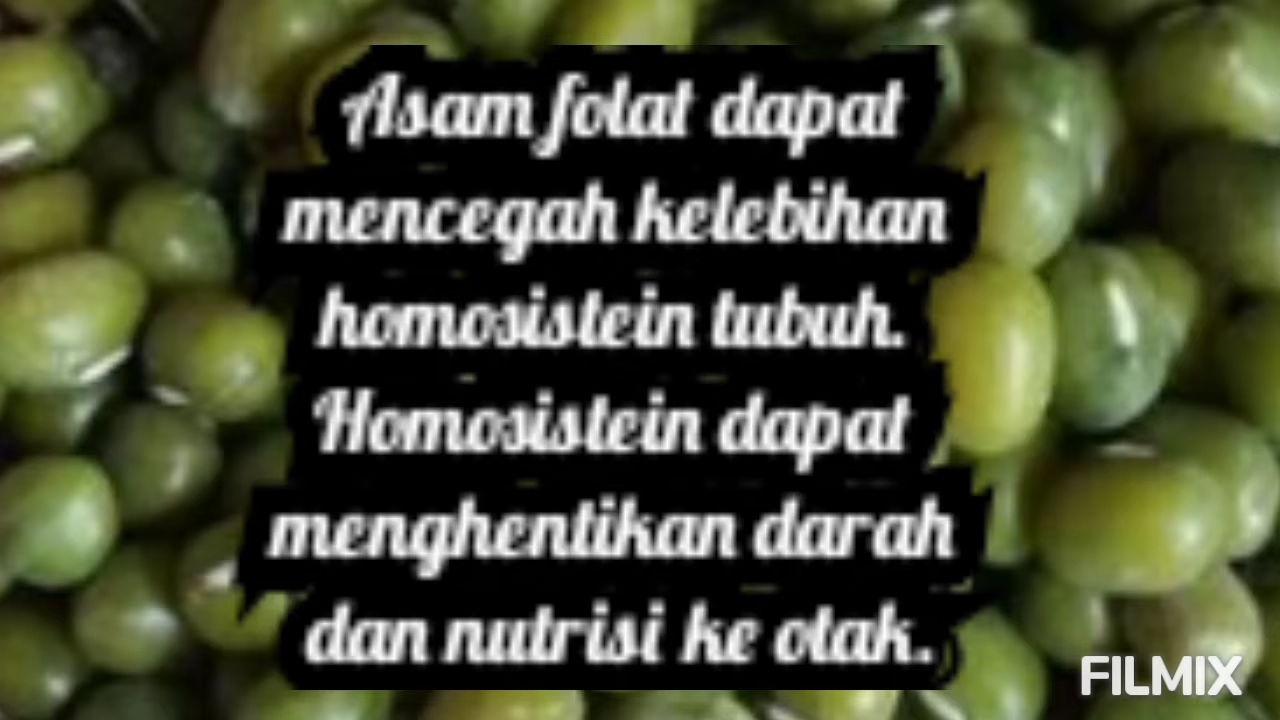 Asam folat dapat
mencegah kelebihan
homosistein tubuh.
Homosistein dapat
menghentikan darah
dan nutrisi ke otak.
FILMIX